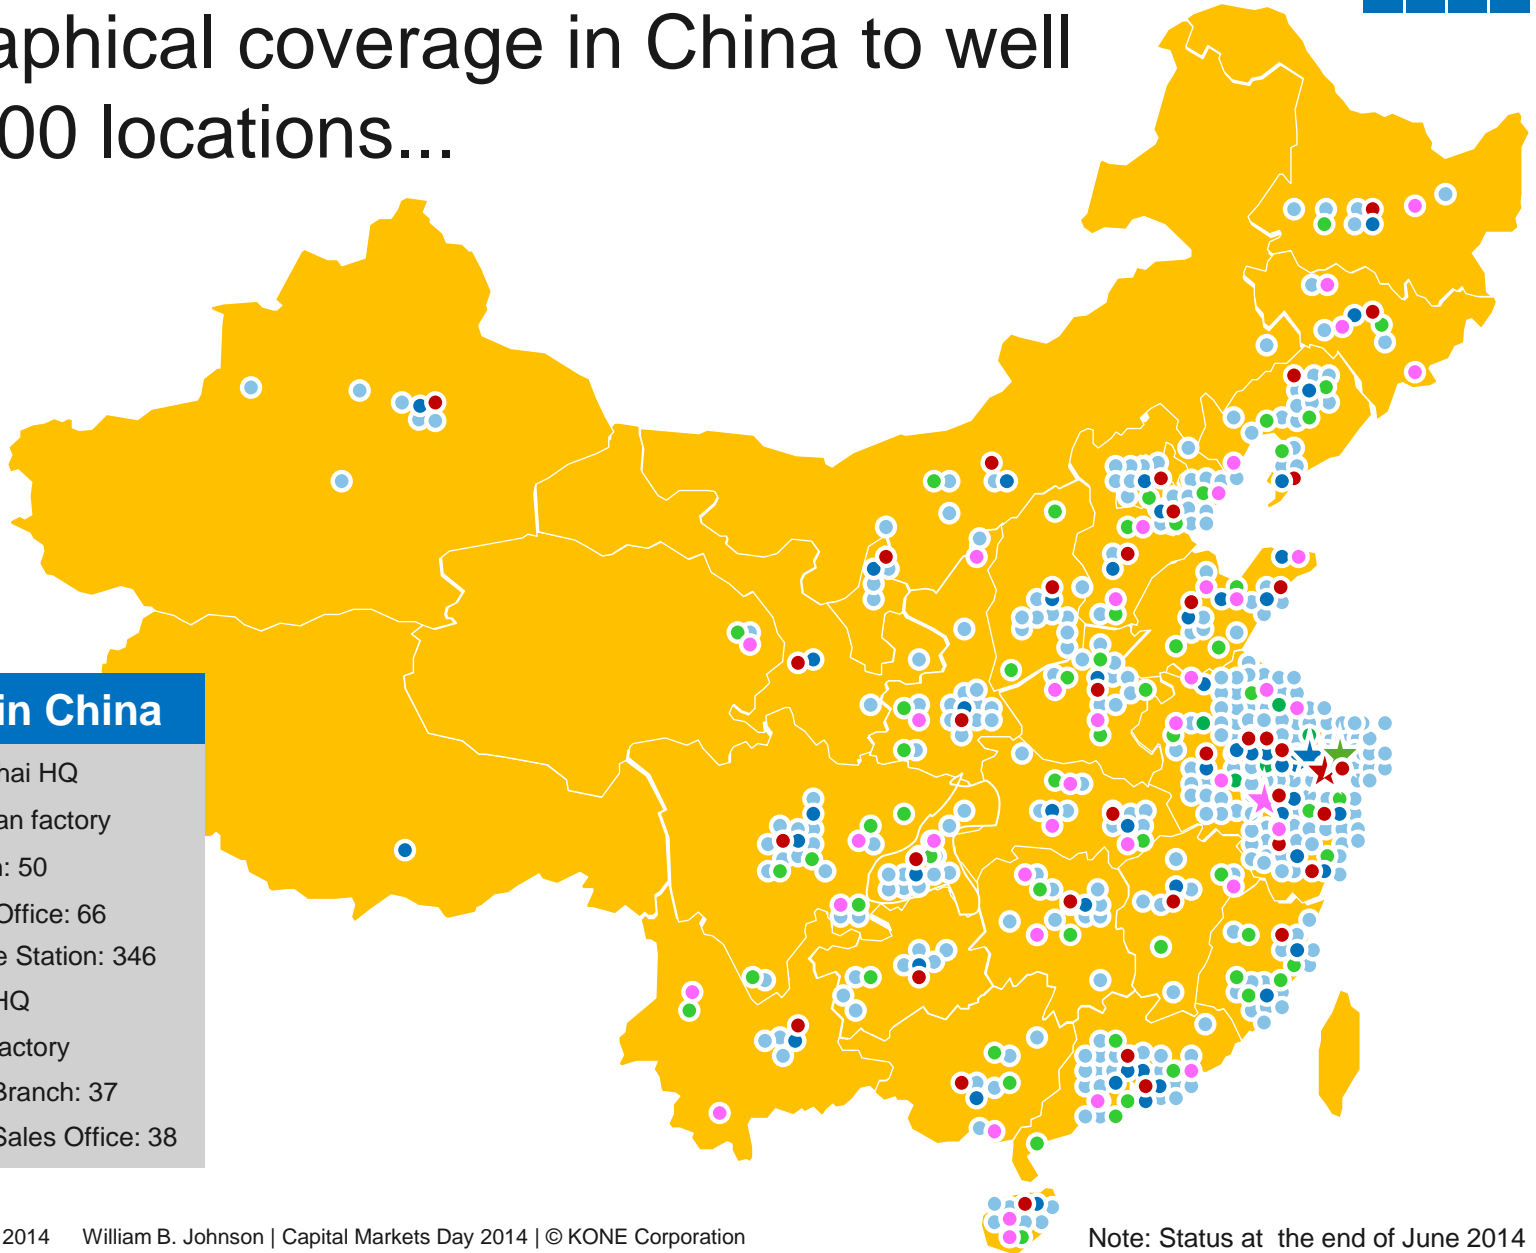 aphical coverage in China to well
00 locations...
in China
hai HQ
an factory
n: 50
Office: 66
e Station: 346
HQ
actory
Branch: 37
Sales Office: 38
2014 William B. Johnson | Capital Markets Day 2014 | © KONE Corporation
Note: Status at the end of June 2014